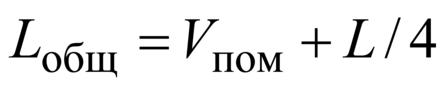 L_общ = V_пом + L/4